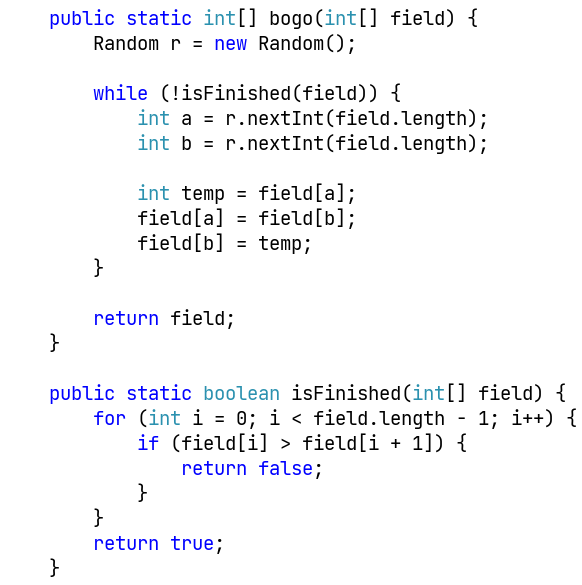 public static int[] bogo(int[] field) {
    Random r = new Random();

    while (!isFinished(field)) {
        int a = r.nextInt(field.length);
        int b = r.nextInt(field.length);

        int temp = field[a];
        field[a] = field[b];
        field[b] = temp;
    }

    return field;
}

public static boolean isFinished(int[] field) {
    for (int i = 0; i < field.length - 1; i++) {
        if (field[i] > field[i + 1]) {
            return false;
        }
    }
    return true;
}